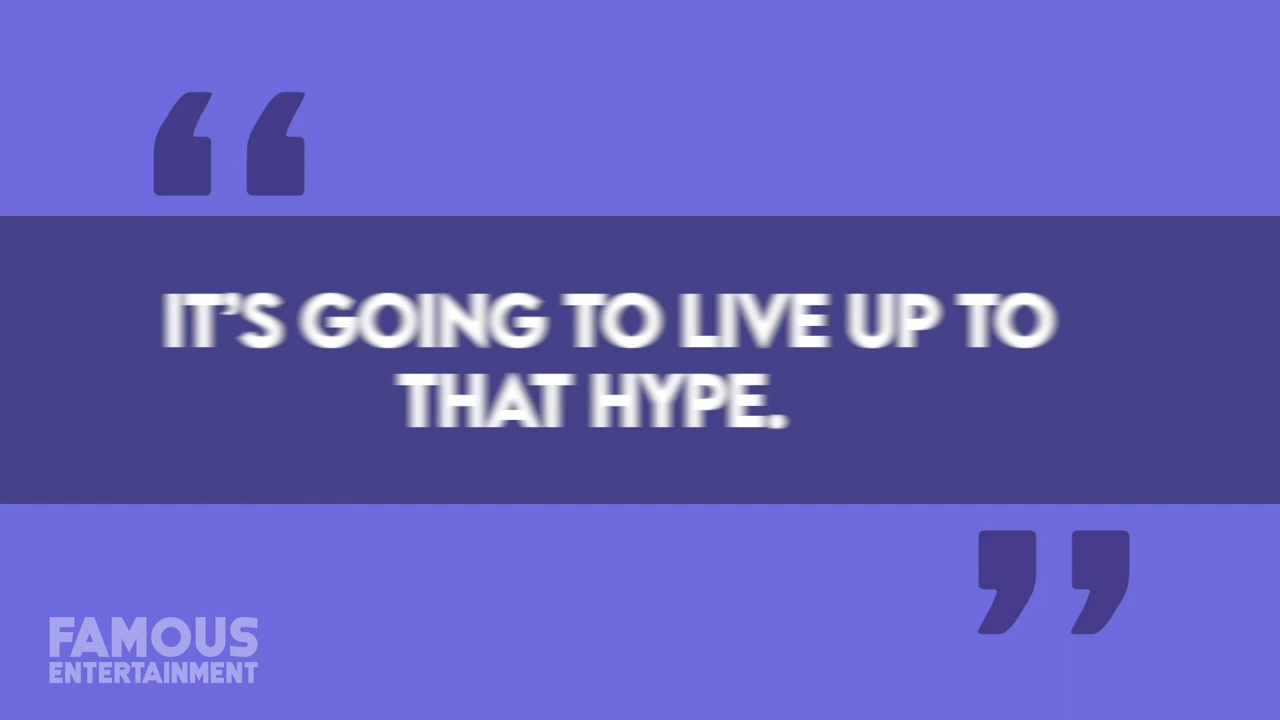 “
IT’S GOING TO LIVE UP TO
THAT HYPE.
”
FAMOUS
ENTERTAINMENT